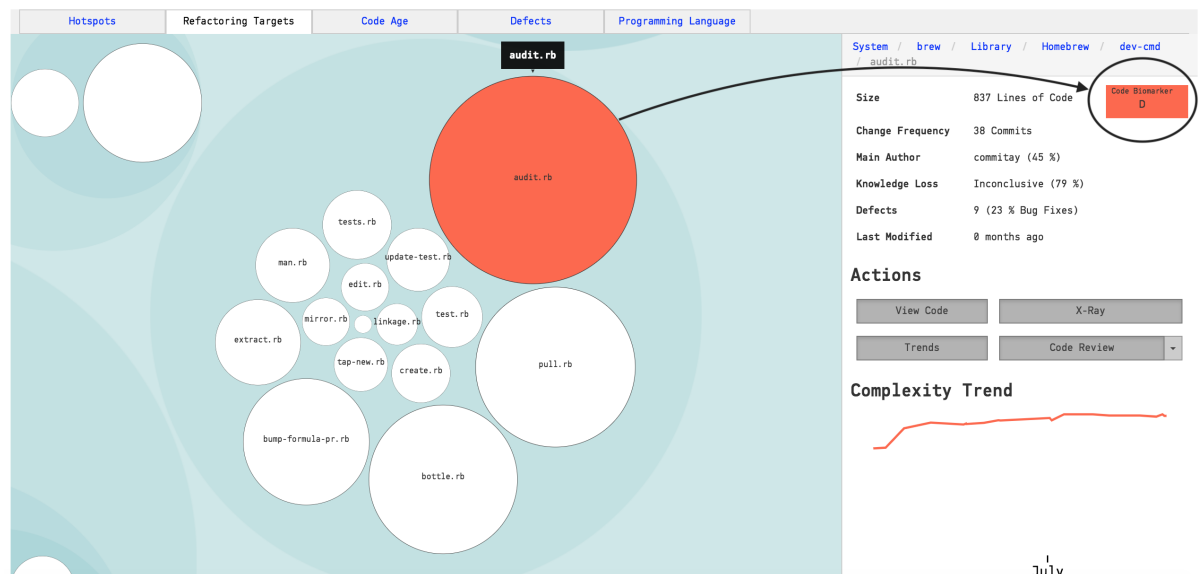 Hotspots
Refactoring Targets
Code Age
Defects
Programming Language
audit.rb
audit.rb
tests.rb
update-test.rb
man.rb
edit.rb
mirror.rb
linkage.rb
test.rb
extract.rb
tap-new.rb
create.rb
pull.rb
bump-formula-pr.rb
bottle.rb
System / brew / Library / Homebrew / dev-cmd
/ audit.rb
Code Biomarker
D
Size 837 Lines of Code
Change Frequency 38 Commits
Main Author commitay (45 %)
Knowledge Loss Inconclusive (79 %)
Defects 9 (23 % Bug Fixes)
Last Modified 0 months ago
Actions
View Code
X-Ray
Trends
Code Review
Complexity Trend
July